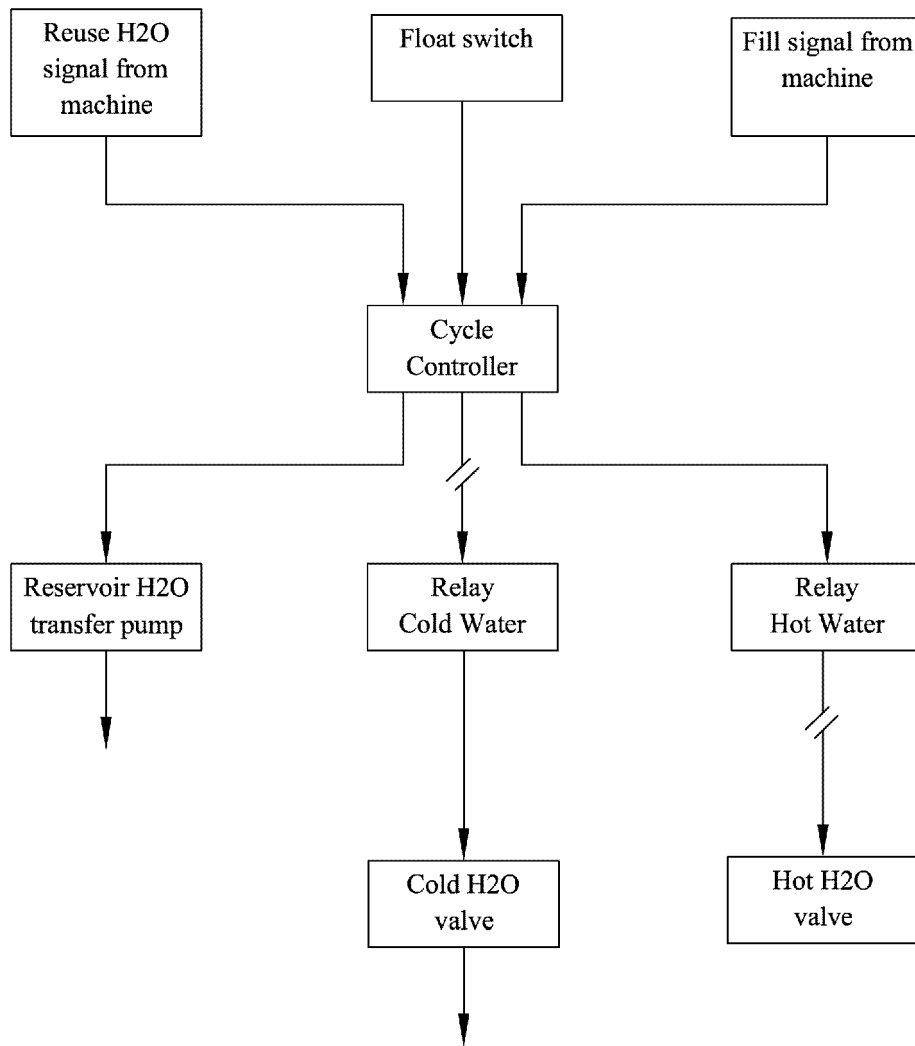 Reuse H2O
signal from
machine
Float switch
Fill signal from
machine
Cycle
Controller
Reservoir H2O
transfer pump
Relay
Cold Water
Relay
Hot Water
Cold H2O
valve
Hot H2O
valve